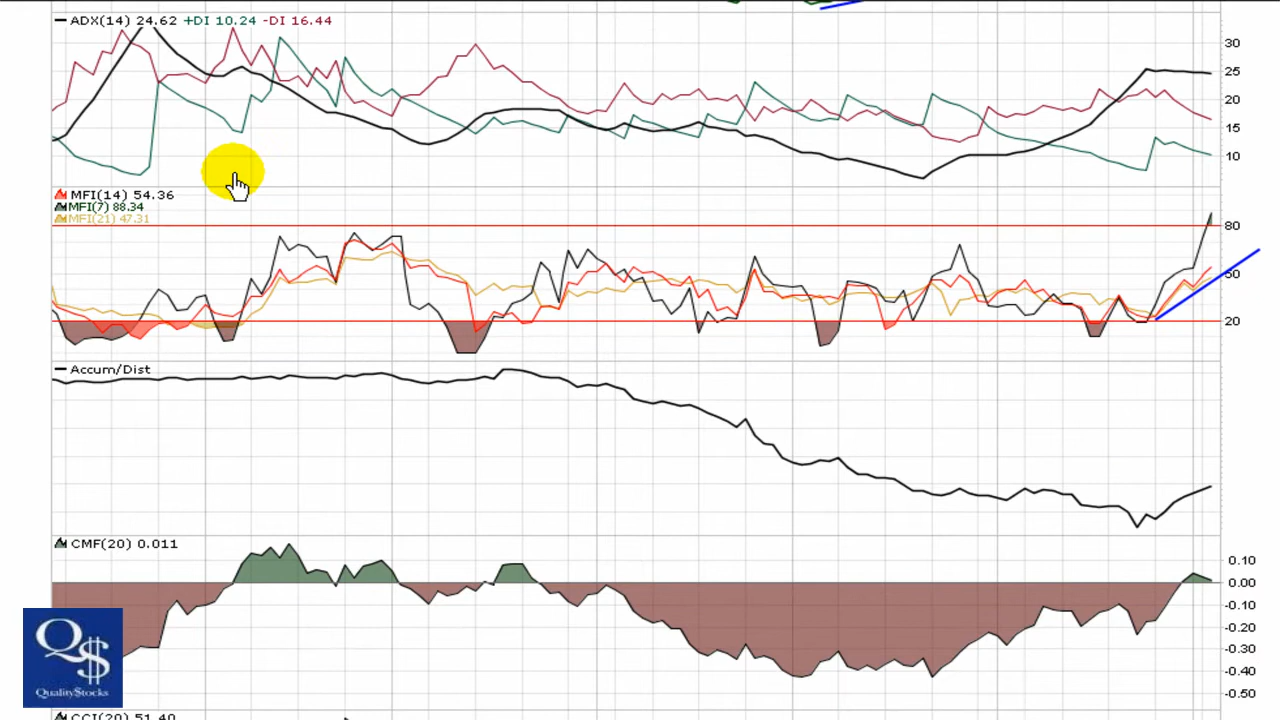 ADX(14) 24.62 +DI 10.24 -DI 16.44
30
25
20
15
10
MFI(14) 54.36
MFI(7) 88.34
MFI(21) 47.31
80
50
20
Accum/Dist
CMF(20) 0.011
0.10
0.00
-0.10
-0.20
-0.30
-0.40
-0.50
QS
QualityStocks
CCI(20) 51.40